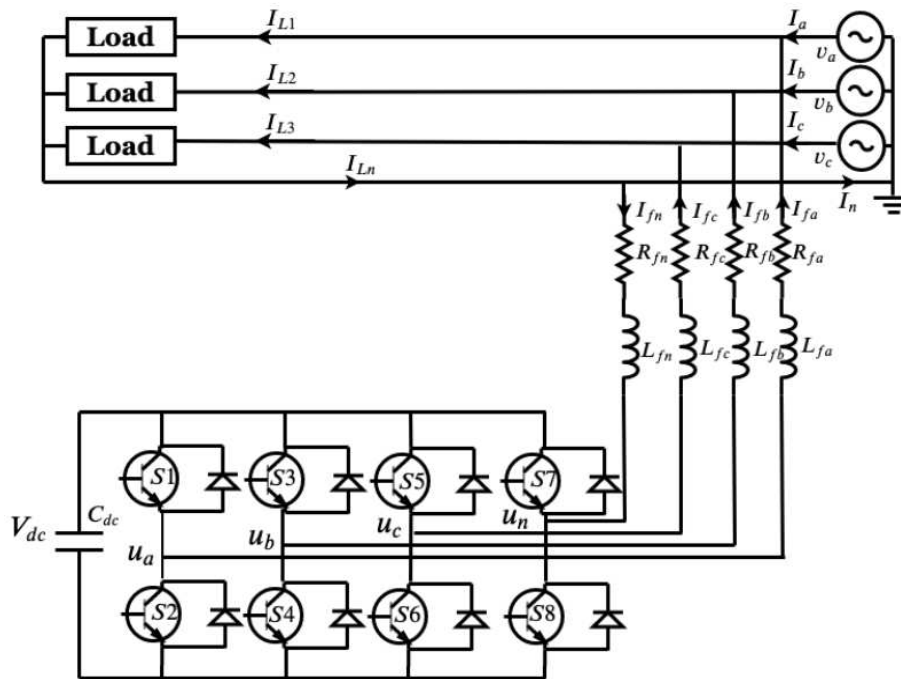 I_{L1} I_a
Load v_a
I_{L2} I_b
Load v_b
I_{L3} I_c
Load v_c
I_{Ln} I_n
I_{fn} I_{fc} I_{fb} I_{fa}
R_{fn} R_{fc} R_{fb} R_{fa}
L_{fn} L_{fc} L_{fb} L_{fa}
S1 S3 S5 S7
V_{dc} C_{dc} u_a u_b u_c u_n
S2 S4 S6 S8